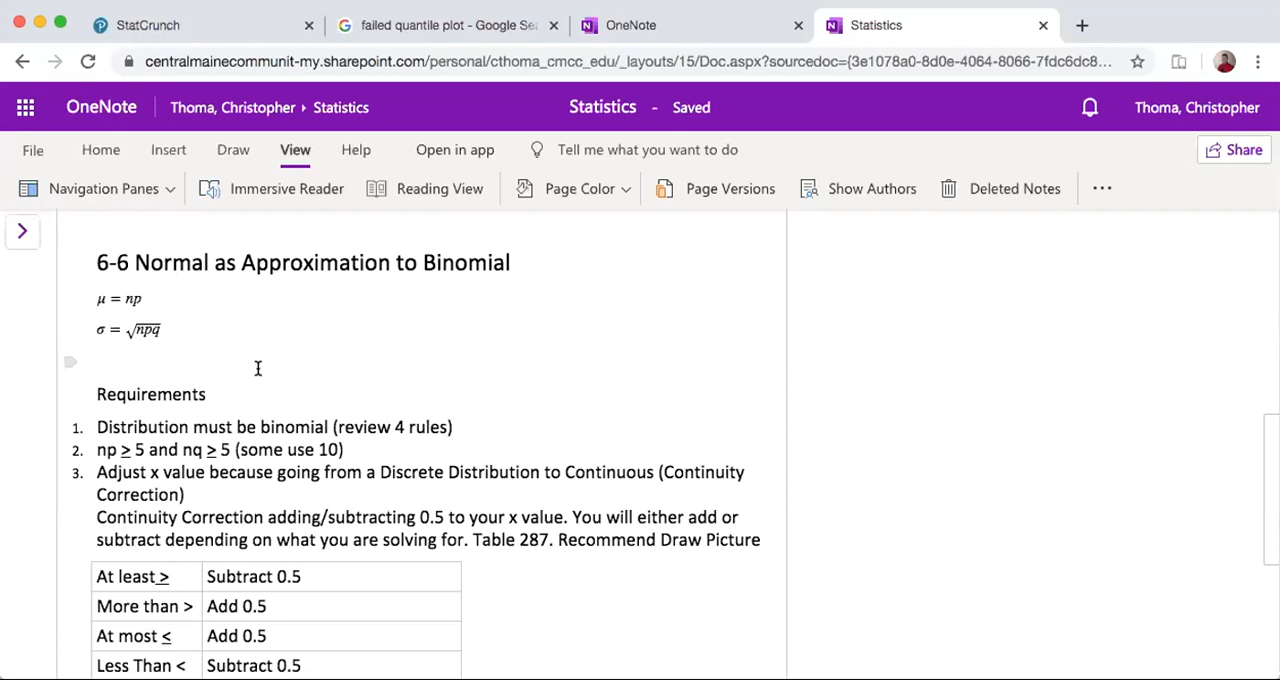 StatCrunch
failed quantile plot - Google Sea
OneNote
Statistics
centralmainecommunit-my.sharepoint.com/personal/cthoma_cmcc_edu/_layouts/15/Doc.aspx?sourcedoc={3e1078a0-8d0e-4064-8066-7fdc6dc8...
OneNote Thoma, Christopher › Statistics Statistics - Saved Thoma, Christopher
File Home Insert Draw View Help Open in app Tell me what you want to do Share
Navigation Panes Immersive Reader Reading View Page Color Page Versions Show Authors Deleted Notes ...
6-6 Normal as Approximation to Binomial
μ = np
σ = √npq
Requirements
1. Distribution must be binomial (review 4 rules)
2. np ≥ 5 and nq ≥ 5 (some use 10)
3. Adjust x value because going from a Discrete Distribution to Continuous (Continuity
Correction)
Continuity Correction adding/subtracting 0.5 to your x value. You will either add or
subtract depending on what you are solving for. Table 287. Recommend Draw Picture
At least ≥ Subtract 0.5
More than > Add 0.5
At most ≤ Add 0.5
Less Than < Subtract 0.5